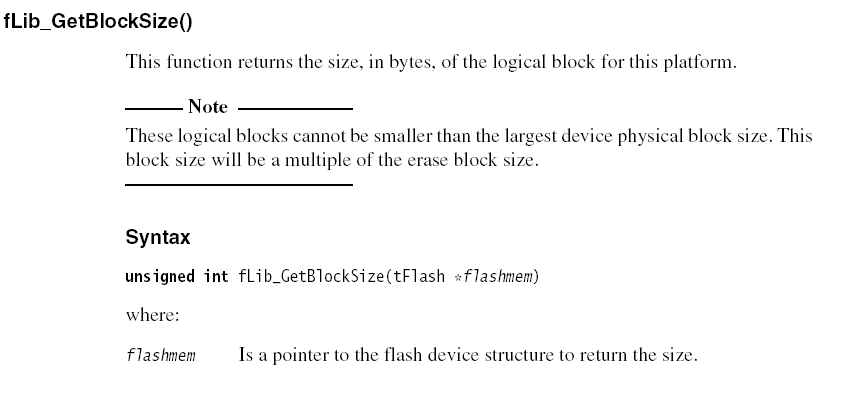 fLib_GetBlockSize()
This function returns the size, in bytes, of the logical block for this platform.
Note
These logical blocks cannot be smaller than the largest device physical block size. This
block size will be a multiple of the erase block size.
Syntax
unsigned int fLib_GetBlockSize(tFlash *flashmem)
where:
flashmem Is a pointer to the flash device structure to return the size.